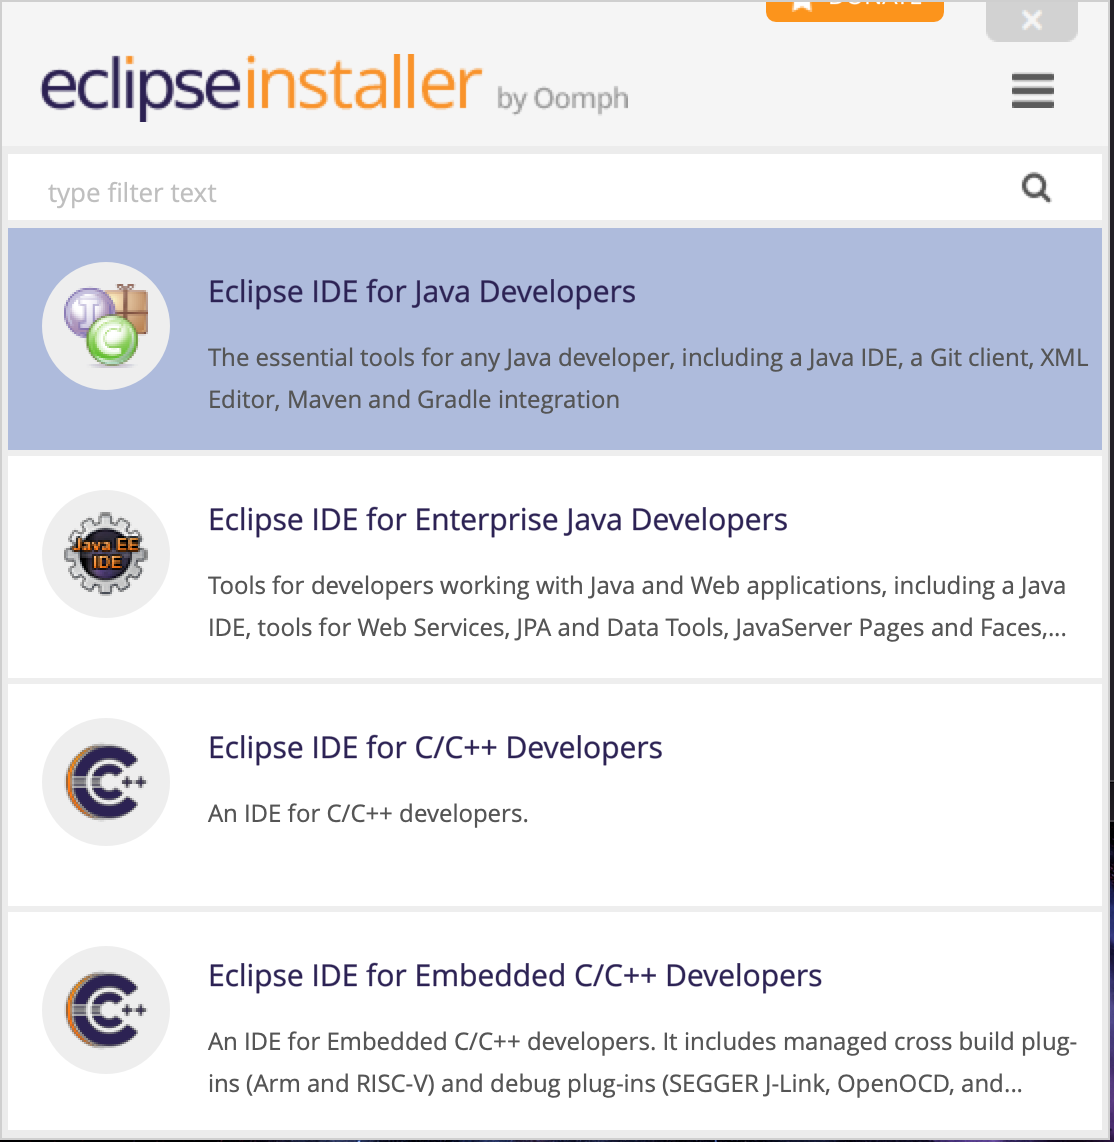 DONATE
eclipseinstaller by Oomph
type filter text
Eclipse IDE for Java Developers
The essential tools for any Java developer, including a Java IDE, a Git client, XML
Editor, Maven and Gradle integration
Java EE
IDE
Eclipse IDE for Enterprise Java Developers
Tools for developers working with Java and Web applications, including a Java
IDE, tools for Web Services, JPA and Data Tools, JavaServer Pages and Faces,...
C++
Eclipse IDE for C/C++ Developers
An IDE for C/C++ developers.
C++
Eclipse IDE for Embedded C/C++ Developers
An IDE for Embedded C/C++ developers. It includes managed cross build plug-
ins (Arm and RISC-V) and debug plug-ins (SEGGER J-Link, OpenOCD, and...